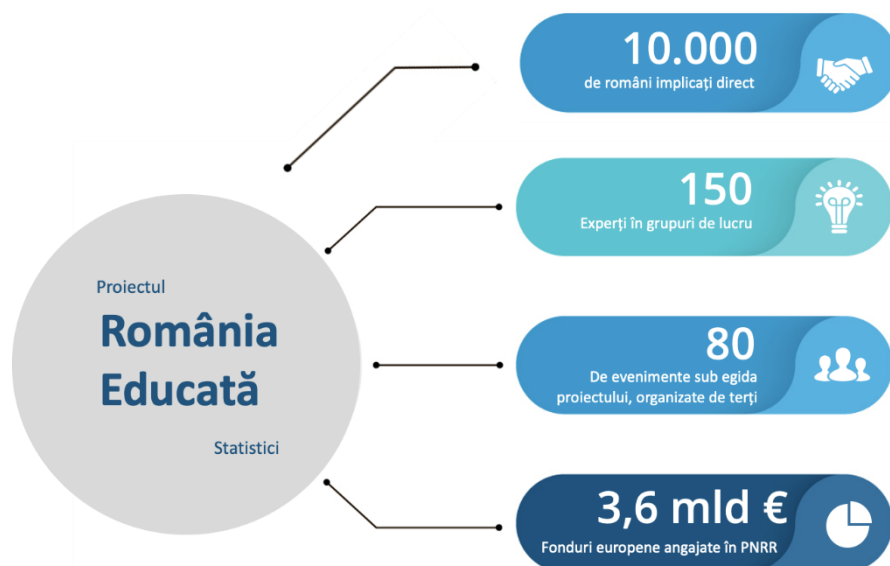 Proiectul
România
Educată
Statistici
10.000
de români implicați direct
150
Experți în grupuri de lucru
80
De evenimente sub egida
proiectului, organizate de terți
3,6 mld €
Fonduri europene angajate în PNRR